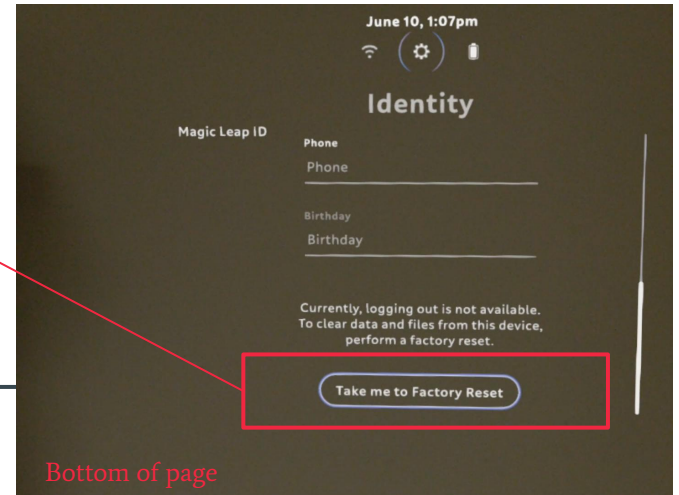 June 10, 1:07pm
Identity
Magic Leap ID
Phone
Phone
Birthday
Birthday
Currently, logging out is not available.
To clear data and files from this device,
perform a factory reset.
Take me to Factory Reset
Bottom of page